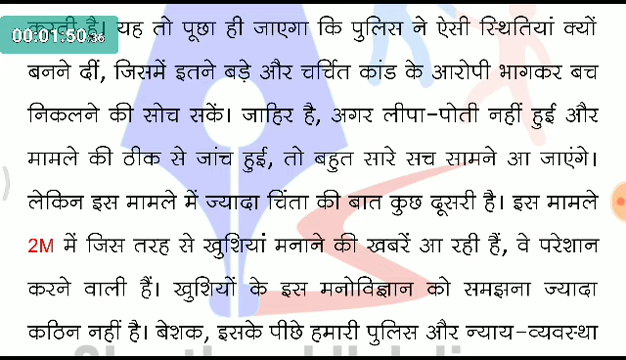 करती है। यह तो पूछा ही जाएगा कि पुलिस ने ऐसी स्थितियां क्यों
00:01:50
बनने दीं, जिसमें इतने बड़े और चर्चित कांड के आरोपी भागकर बच
निकलने की सोच सकें। जाहिर है, अगर लीपा-पोती नहीं हुई और
मामले की ठीक से जांच हुई, तो बहुत सारे सच सामने आ जाएंगे।
लेकिन इस मामले में ज्यादा चिंता की बात कुछ दूसरी है। इस मामले
2M में जिस तरह से खुशियां मनाने की खबरें आ रही हैं, वे परेशान
करने वाली हैं। खुशियों के इस मनोविज्ञान को समझना ज्यादा
कठिन नहीं है। बेशक, इसके पीछे हमारी पुलिस और न्याय-व्यवस्था